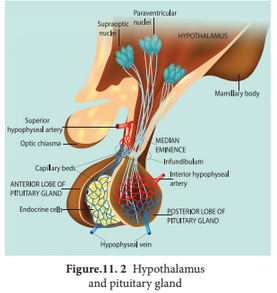 Paraventricular
nuclei
Supraoptic
nuclei
HYPOTHALAMUS
Mamillary body
Superior
hypophyseal artery
Optic chiasma
MEDIAN
EMINENCE
Infundibulum
Capillary beds
Interior hypophyseal
artery
ANTERIOR LOBE OF
PITUITARY GLAND
Endocrine cells
POSTERIOR LOBE OF
PITUITARY GLAND
Hypophyseal vein
Figure.11. 2 Hypothalamus
and pituitary gland